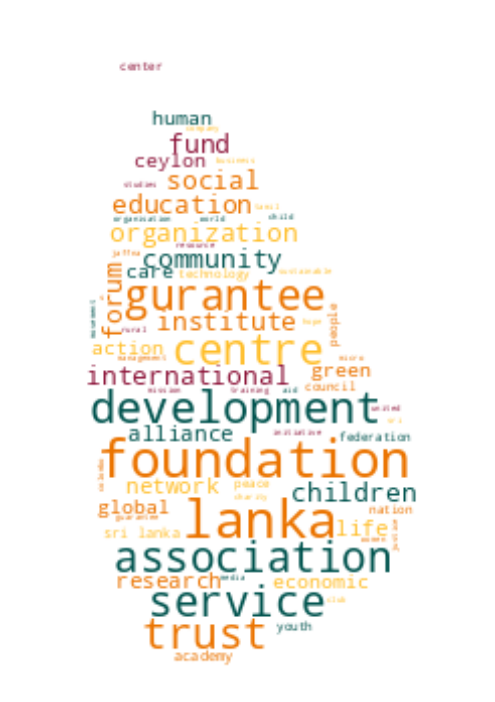 center
human
company
fund
ceylon business
studies social
education tamil
organisation world child
organization
resource
jaffna community
care technology sustainable
forum gurantee
movement people
rural institute hope
action centre
management micro
international green
mission training aid council
development united
sri
alliance initiative federation
foundation
colombo network peace children
charity
global lanka nation
guarantee life
sri lanka women
association
research media economic
service club
trust youth
academy